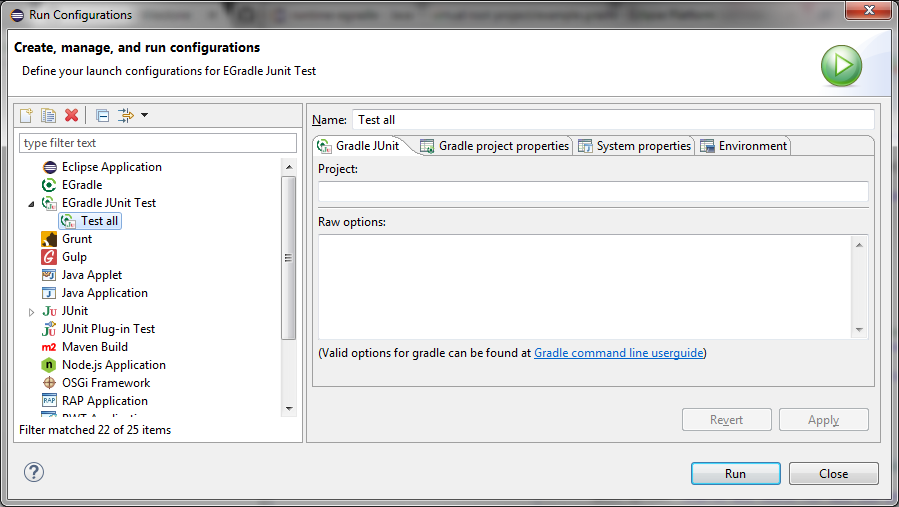 Run Configurations
Create, manage, and run configurations
Define your launch configurations for EGradle Junit Test
type filter text
Eclipse Application
EGradle
EGradle JUnit Test
Test all
Grunt
Gulp
Java Applet
Java Application
JUnit
JUnit Plug-in Test
Maven Build
Node.js Application
OSGi Framework
RAP Application
Filter matched 22 of 25 items
Name: Test all
Gradle JUnit Gradle project properties System properties Environment
Project:
Raw options:
(Valid options for gradle can be found at Gradle command line userguide)
Revert Apply
Run Close